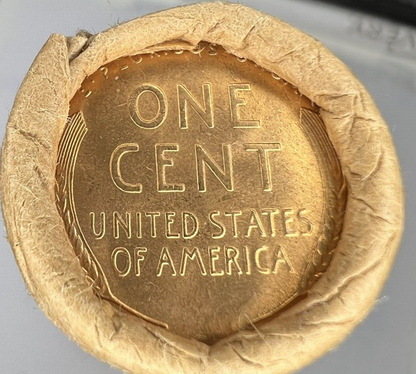 ONE
CENT
UNITED STATES
OF AMERICA